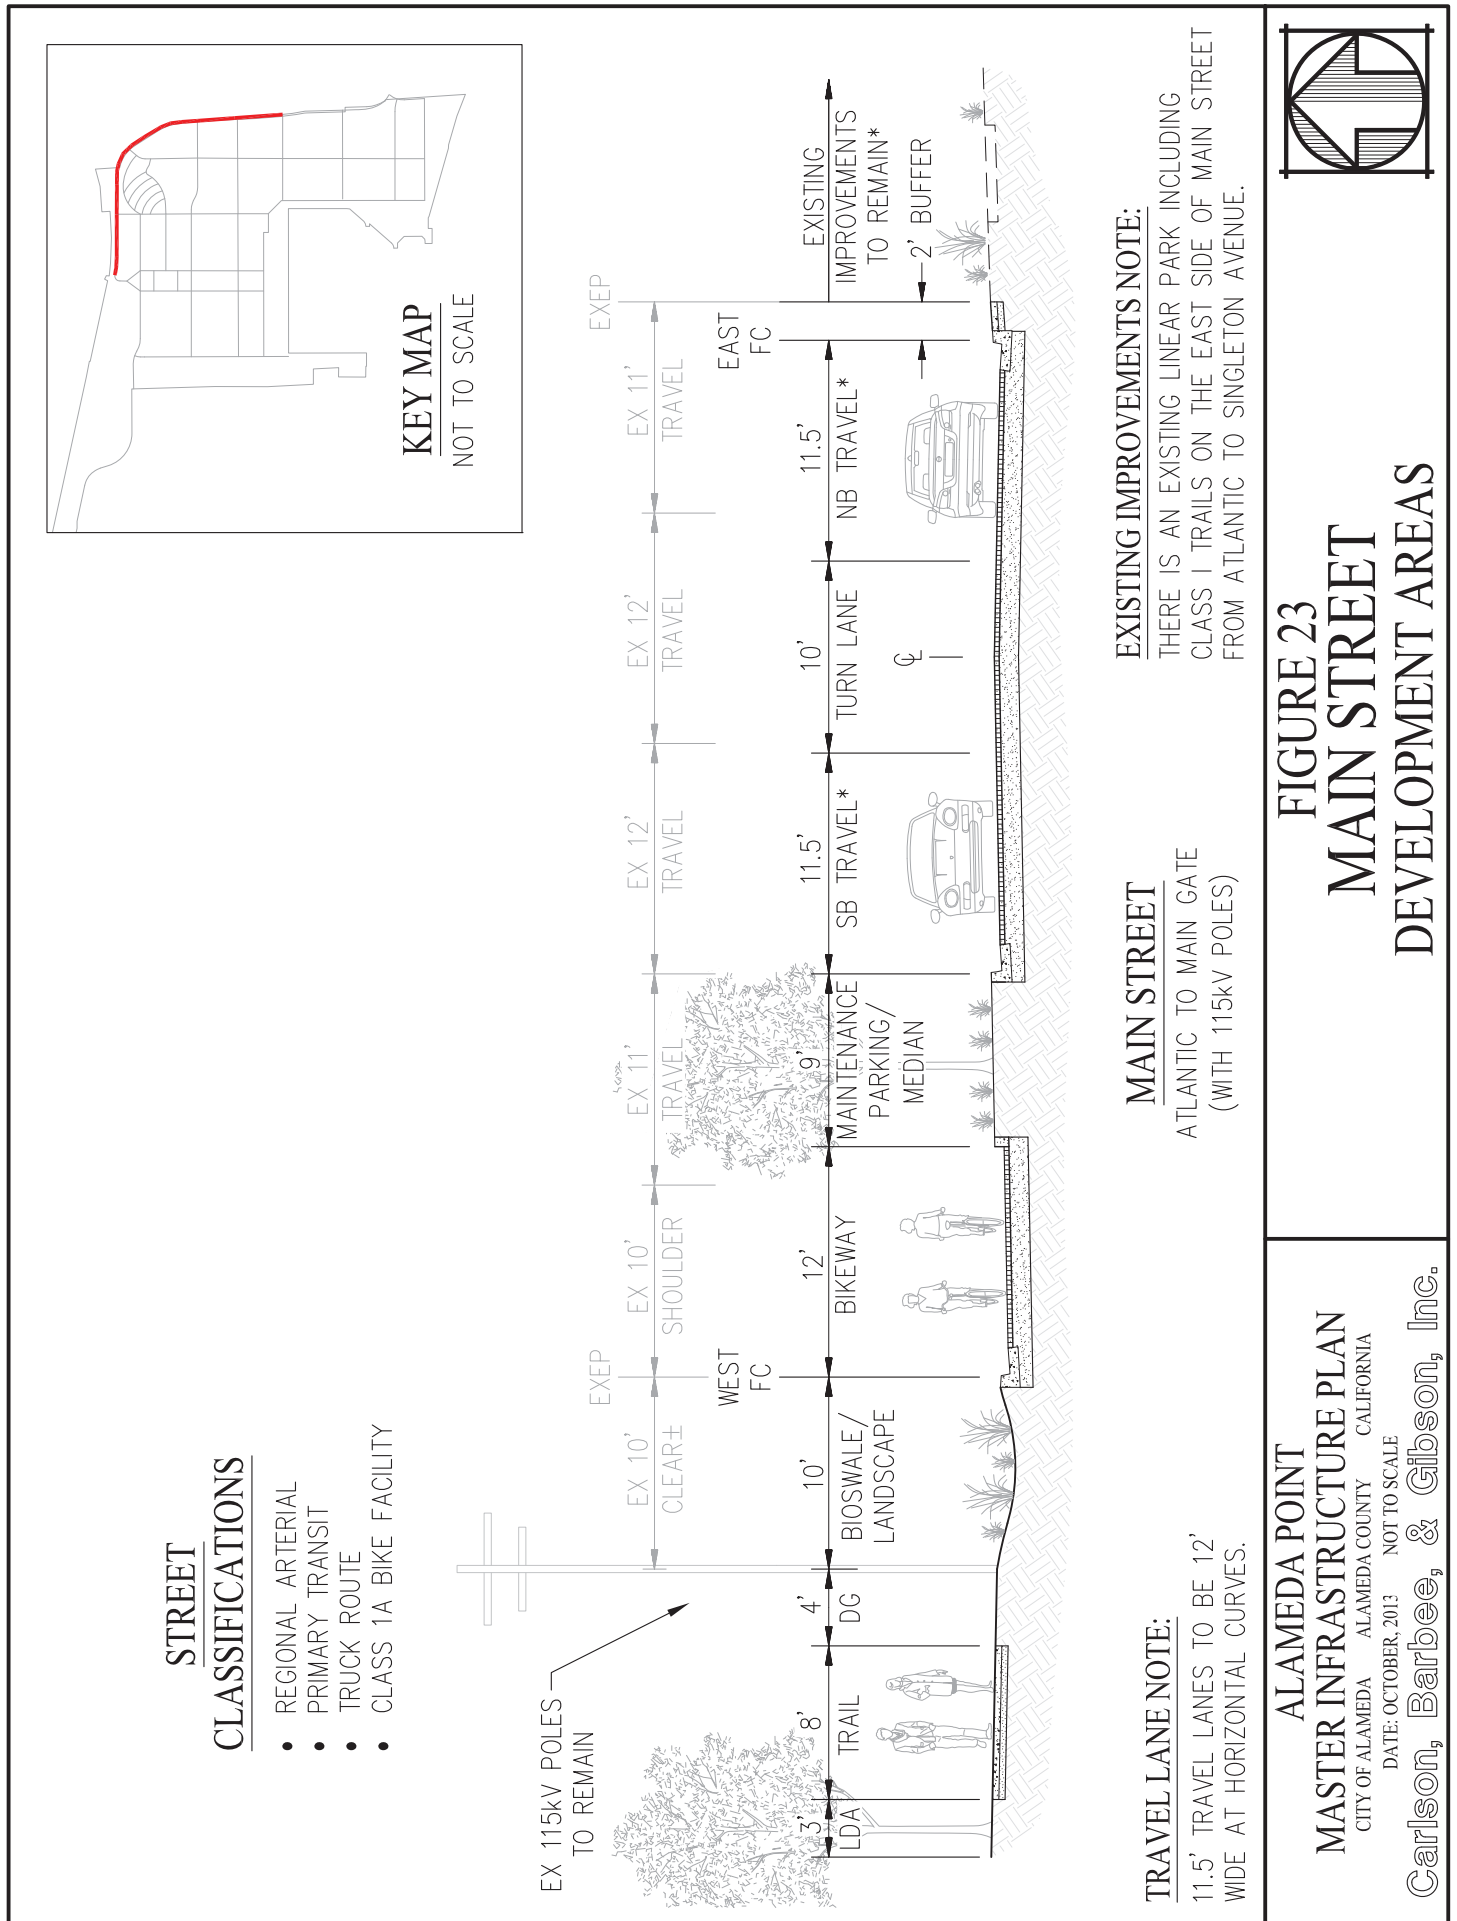 STREET
CLASSIFICATIONS
• REGIONAL ARTERIAL
• PRIMARY TRANSIT
• TRUCK ROUTE
• CLASS 1A BIKE FACILITY
KEY MAP
NOT TO SCALE
EX 115kV POLES
TO REMAIN
EXEP
EXEP
EX 10'
CLEAR±
EX 10'
SHOULDER
EX 11'
TRAVEL
EX 12'
TRAVEL
EX 12'
TRAVEL
EX 11'
TRAVEL
WEST
FC
EAST
FC
3'
LDA
8'
TRAIL
4'
DG
10'
BIOSWALE/
LANDSCAPE
12'
BIKEWAY
9'
MAINTENANCE
PARKING/
MEDIAN
11.5'
SB TRAVEL*
10'
TURN LANE
CL
11.5'
NB TRAVEL*
EXISTING
IMPROVEMENTS
TO REMAIN*
2' BUFFER
TRAVEL LANE NOTE:
11.5' TRAVEL LANES TO BE 12'
WIDE AT HORIZONTAL CURVES.
MAIN STREET
ATLANTIC TO MAIN GATE
(WITH 115kV POLES)
EXISTING IMPROVEMENTS NOTE:
THERE IS AN EXISTING LINEAR PARK INCLUDING
CLASS I TRAILS ON THE EAST SIDE OF MAIN STREET
FROM ATLANTIC TO SINGLETON AVENUE.
ALAMEDA POINT
MASTER INFRASTRUCTURE PLAN
CITY OF ALAMEDA ALAMEDA COUNTY CALIFORNIA
DATE: OCTOBER, 2013 NOT TO SCALE
Carlson, Barbee, & Gibson, Inc.
FIGURE 23
MAIN STREET
DEVELOPMENT AREAS